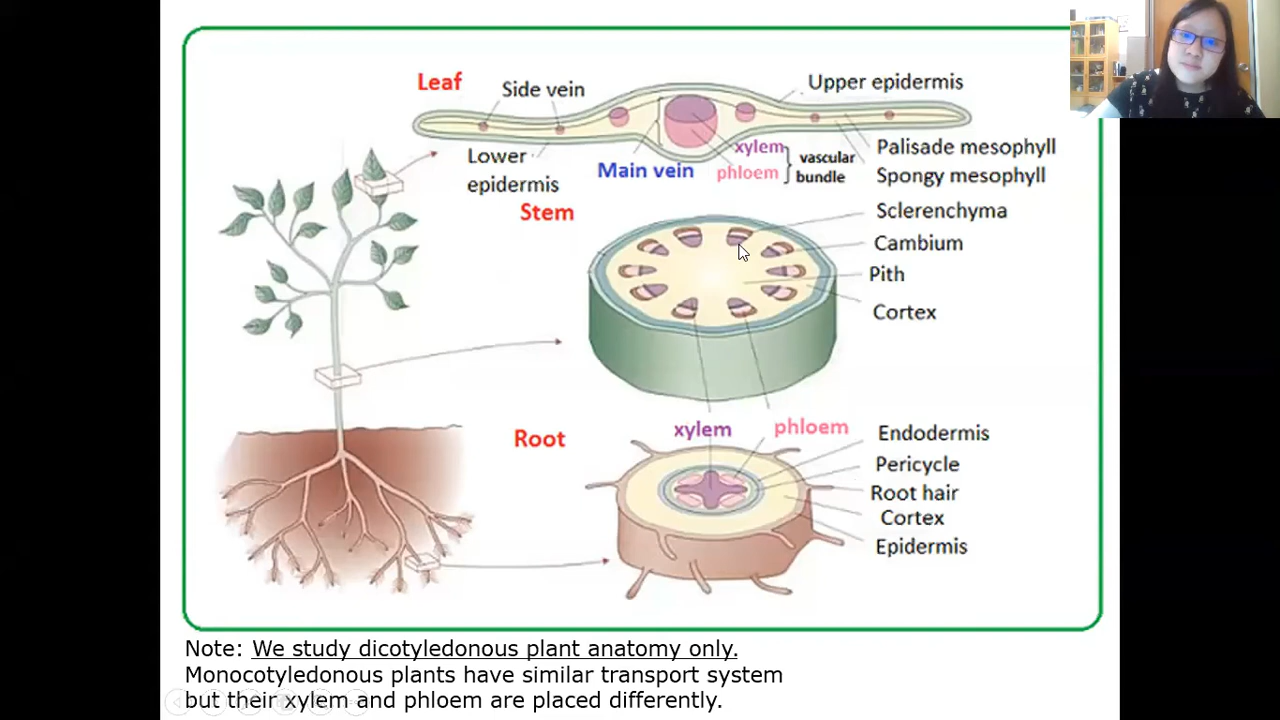 Leaf
Side vein
Upper epidermis
Lower
epidermis
Main vein
xylem
phloem
vascular
bundle
Palisade mesophyll
Spongy mesophyll
Stem
Sclerenchyma
Cambium
Pith
Cortex
xylem
phloem
Root
Endodermis
Pericycle
Root hair
Cortex
Epidermis
Note: We study dicotyledonous plant anatomy only.
Monocotyledonous plants have similar transport system
but their xylem and phloem are placed differently.